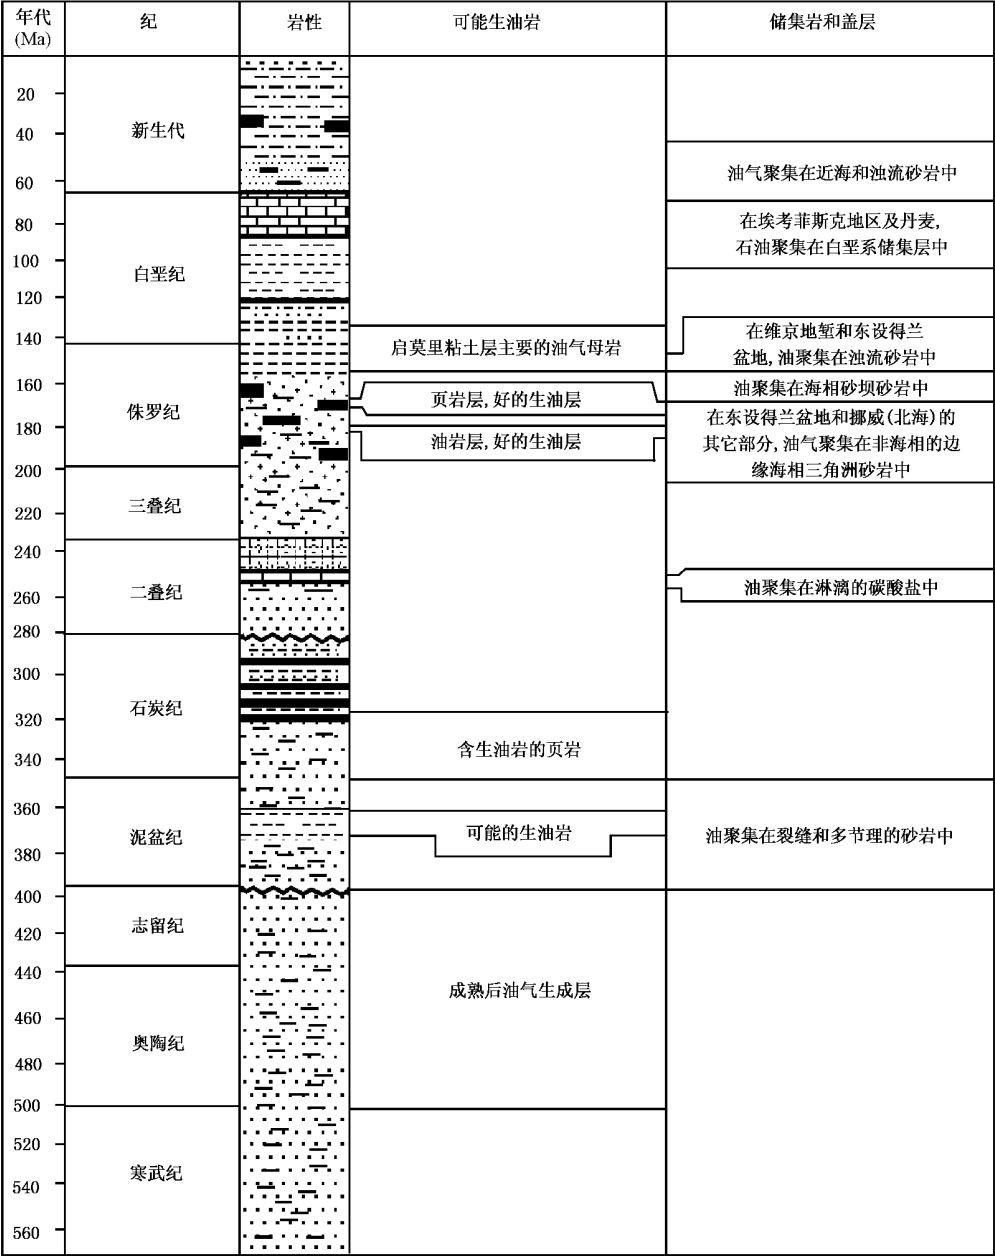 年代
(Ma)
纪
岩性
可能生油岩
储集岩和盖层
20
40
60
80
100
120
140
160
180
200
220
240
260
280
300
320
340
360
380
400
420
440
460
480
500
520
540
560
新生代
白垩纪
侏罗纪
三叠纪
二叠纪
石炭纪
泥盆纪
志留纪
奥陶纪
寒武纪
启莫里粘土层主要的油气母岩
页岩层,好的生油层
油岩层,好的生油层
含生油岩的页岩
可能的生油岩
成熟后油气生成层
油气聚集在近海和浊流砂岩中
在埃考菲斯克地区及丹麦,
石油聚集在白垩系储集层中
在维京地堑和东设得兰
盆地,油聚集在浊流砂岩中
油聚集在海相砂坝砂岩中
在东设得兰盆地和挪威(北海)的
其它部分,油气聚集在非海相的边
缘海相三角洲砂岩中
油聚集在淋漓的碳酸盐中
油聚集在裂缝和多节理的砂岩中